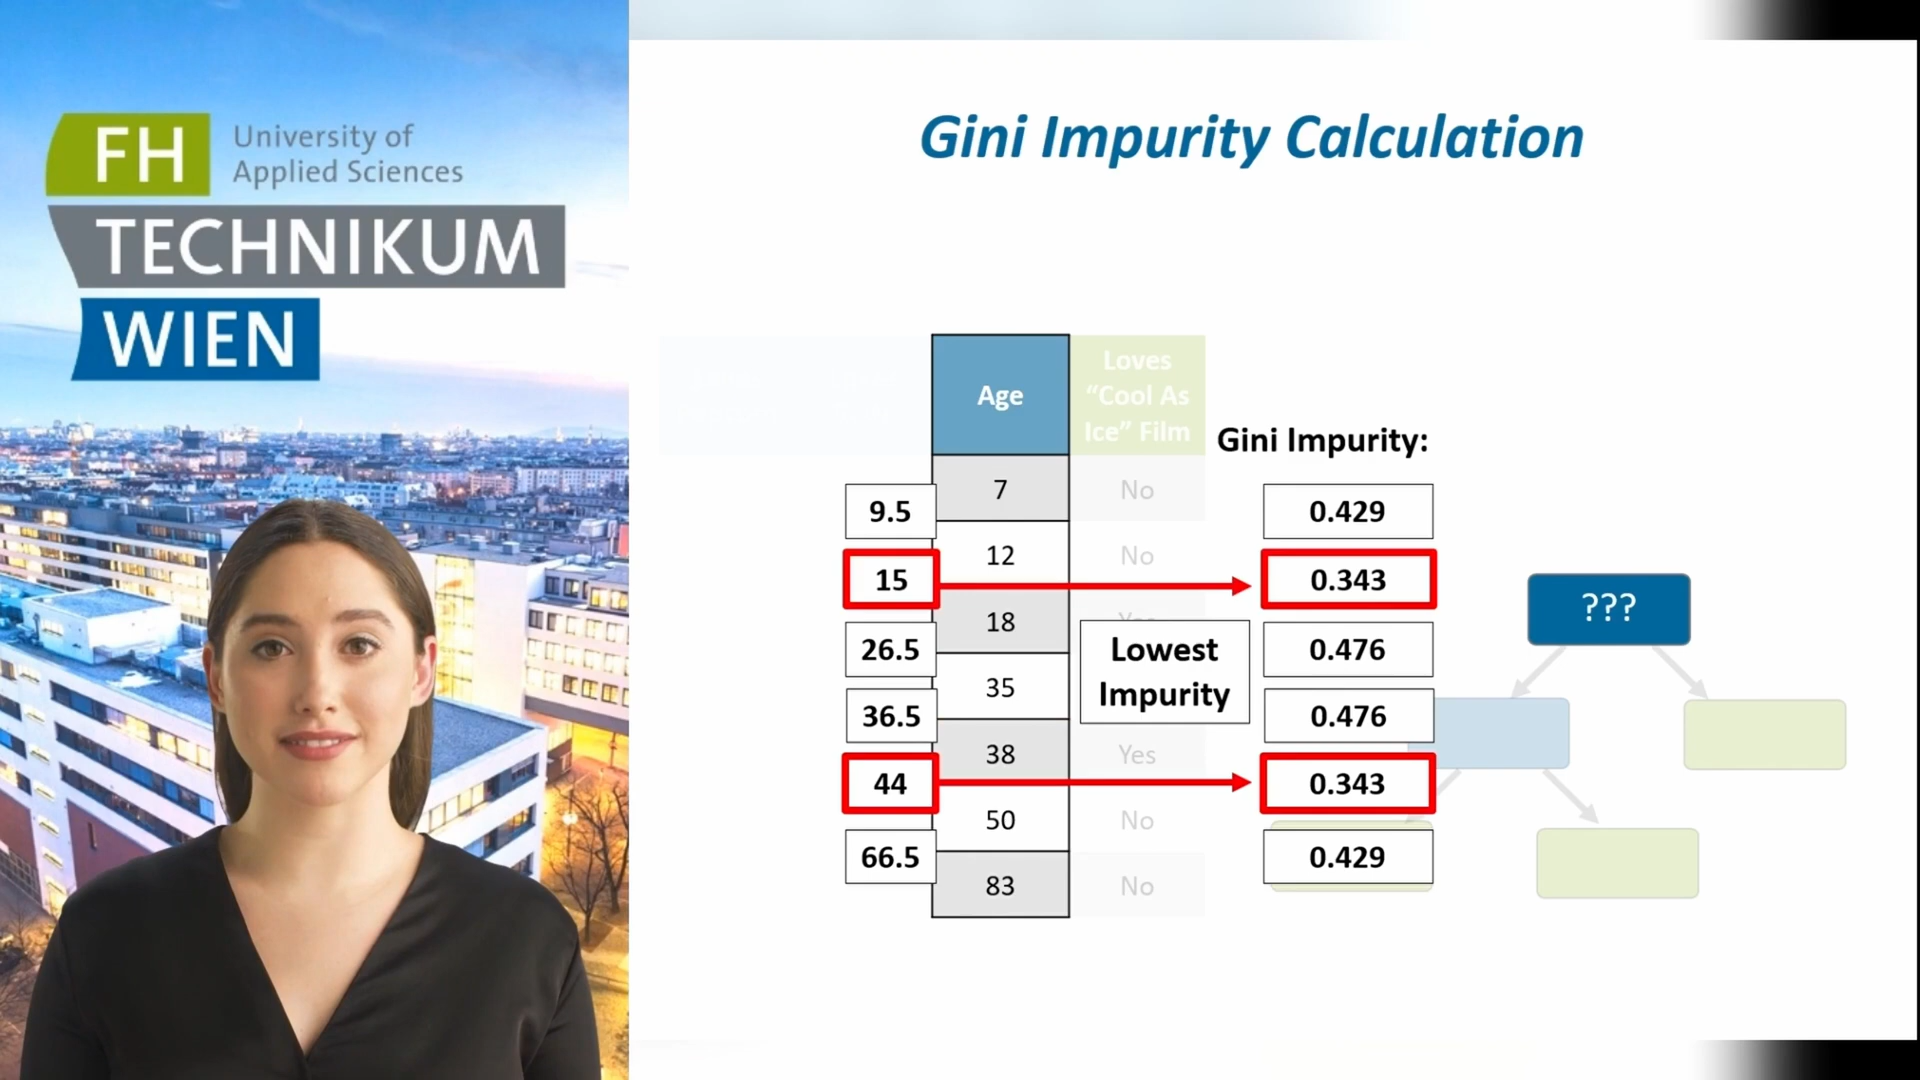 FH
University of
Applied Sciences
TECHNIKUM
WIEN
Gini Impurity Calculation
Age
Loves
“Cool As
Ice” Film
Gini Impurity:
7
No
9.5
0.429
12
No
15
0.343
18
Yes
???
26.5
Lowest
Impurity
0.476
35
36.5
0.476
38
Yes
44
0.343
50
No
66.5
0.429
83
No